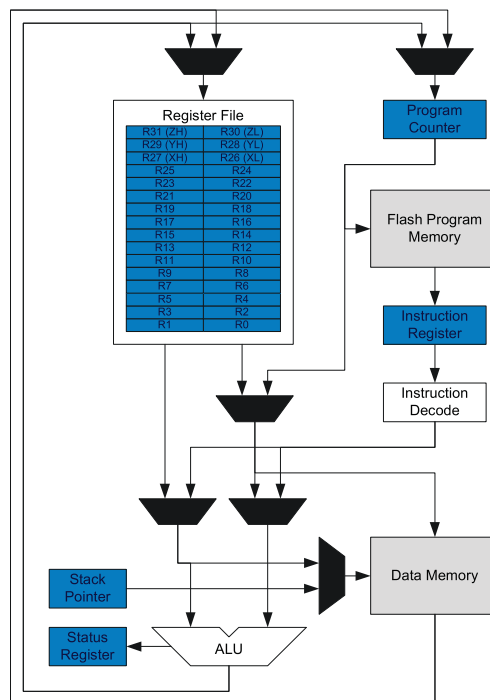 Register File
R31 (ZH) R30 (ZL)
R29 (YH) R28 (YL)
R27 (XH) R26 (XL)
R25 R24
R23 R22
R21 R20
R19 R18
R17 R16
R15 R14
R13 R12
R11 R10
R9 R8
R7 R6
R5 R4
R3 R2
R1 R0
Program
Counter
Flash Program
Memory
Instruction
Register
Instruction
Decode
Data Memory
Stack
Pointer
Status
Register
ALU